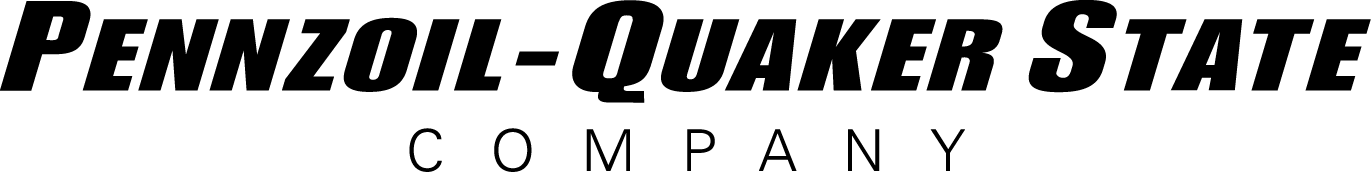 PENNZOIL-QUAKER STATE
COMPANY